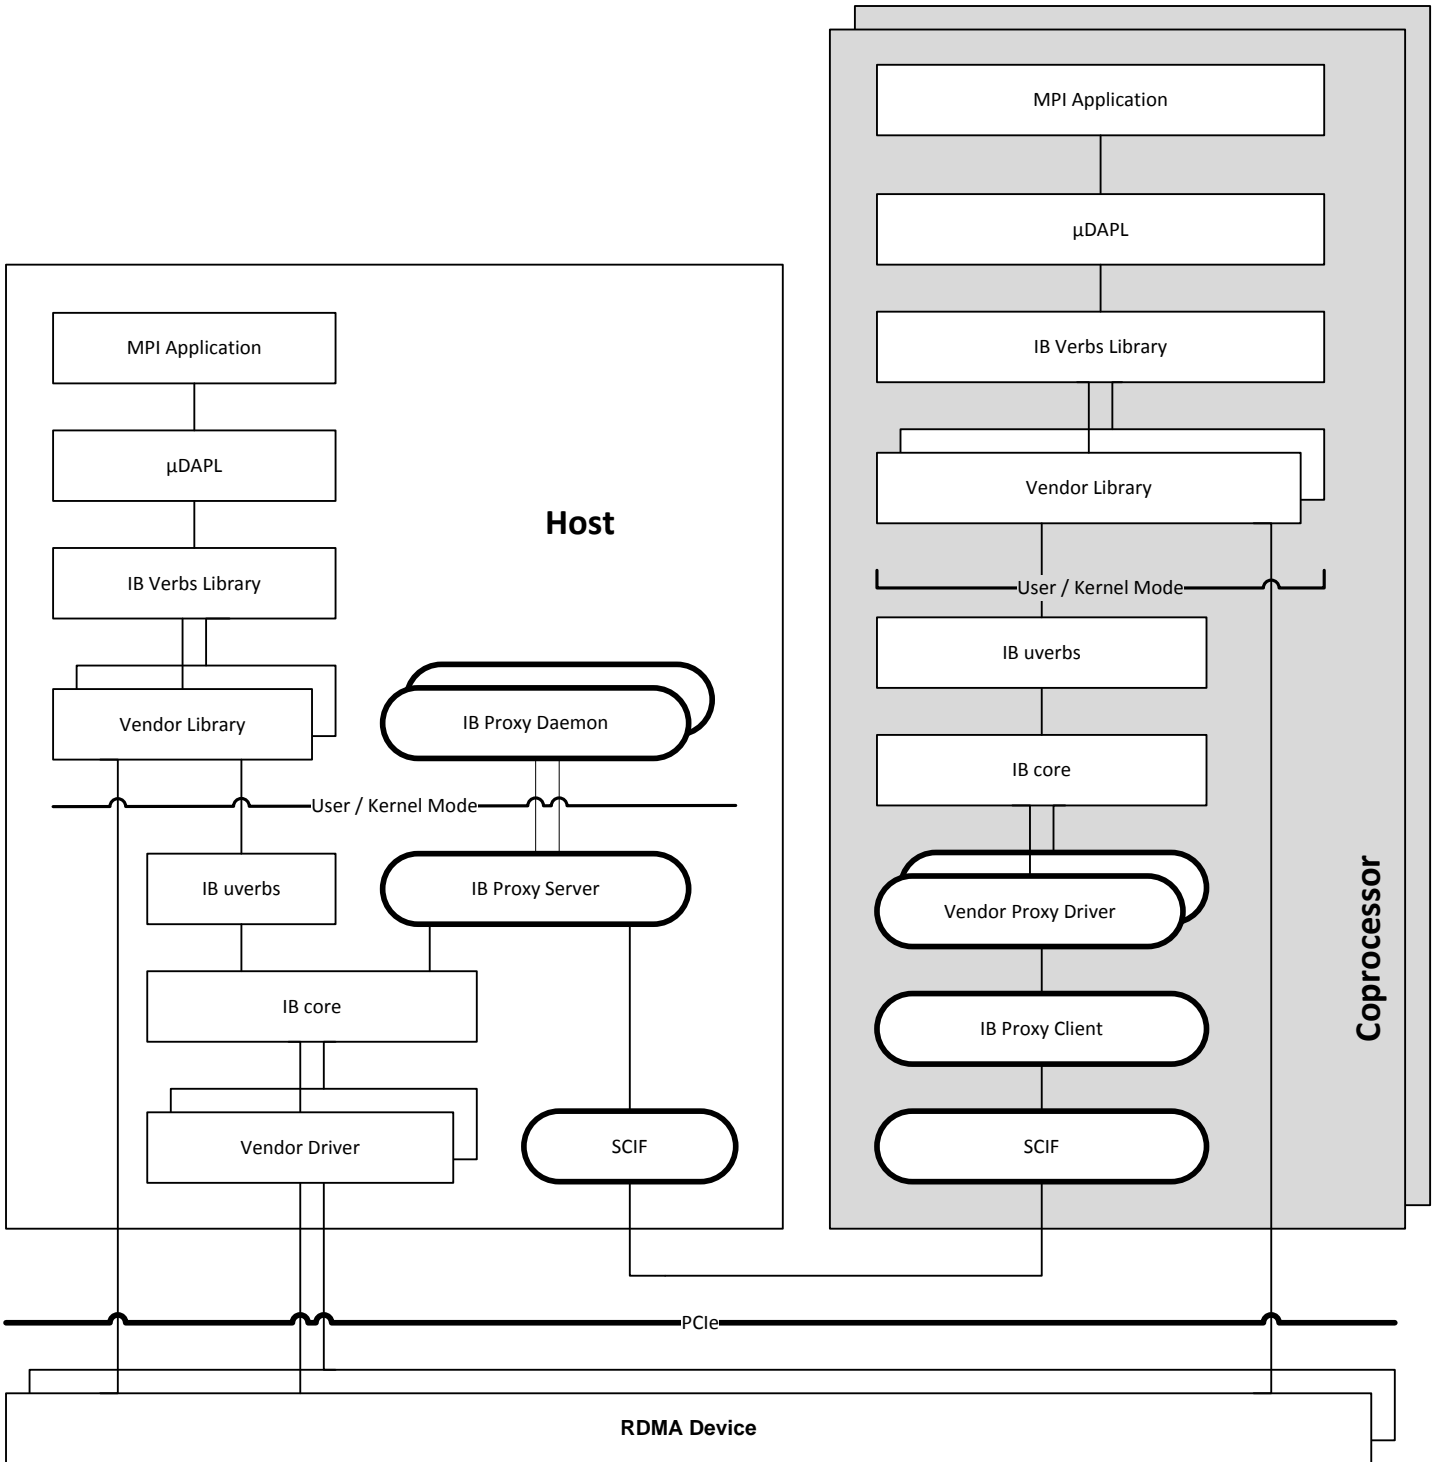 MPI Application
µDAPL
IB Verbs Library
Vendor Library
User / Kernel Mode
IB uverbs
IB core
Vendor Proxy Driver
IB Proxy Client
SCIF
Coprocessor
Host
MPI Application
µDAPL
IB Verbs Library
Vendor Library
IB Proxy Daemon
User / Kernel Mode
IB uverbs
IB Proxy Server
IB core
Vendor Driver
SCIF
PCIe
RDMA Device